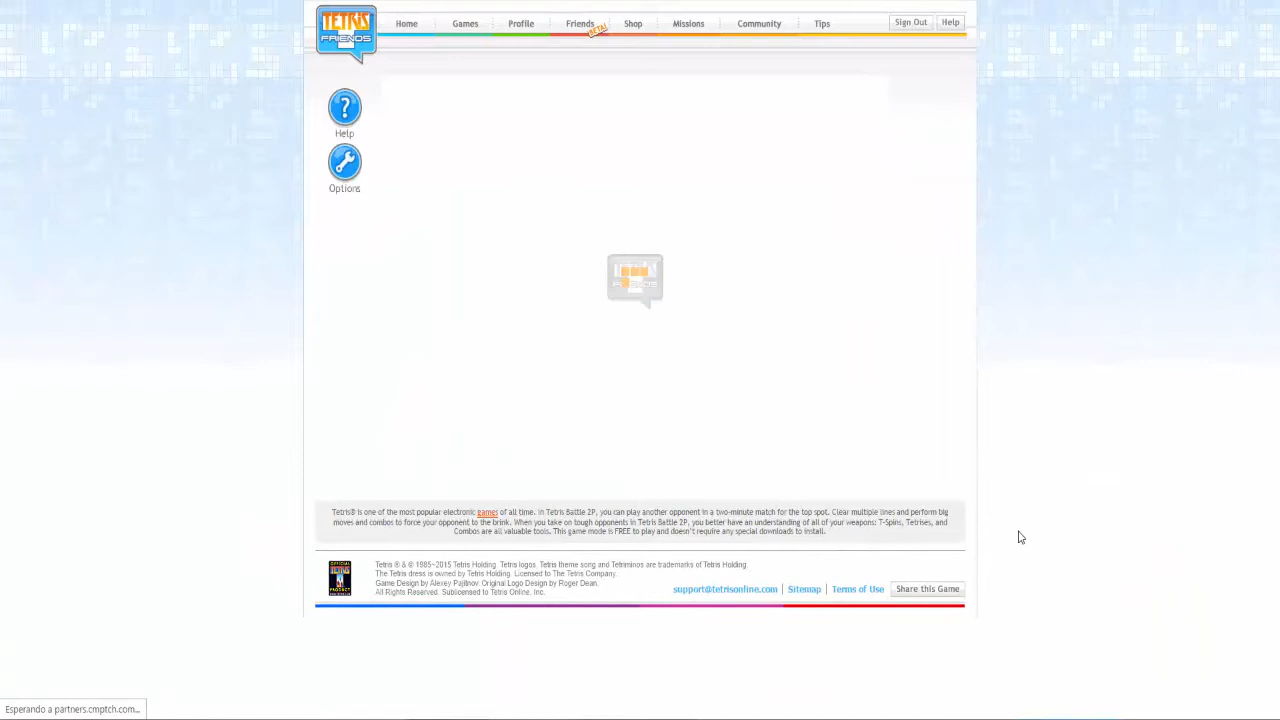 TETRIS
FRIENDS
Home Games Profile Friends Shop Missions Community Tips Sign Out Help
BETA!
Help
Options
Tetris® is one of the most popular electronic games of all time. In Tetris Battle 2P, you can play another opponent in a two-minute match for the top spot. Clear multiple lines and perform big
moves and combos to force your opponent to the brink. When you take on tough opponents in Tetris Battle 2P, you better have an understanding of all of your weapons: T-Spins, Tetrises, and
Combos are all valuable tools. This game mode is FREE to play and doesn't require any special downloads to install.
Tetris ® & © 1985~2015 Tetris Holding. Tetris logos, Tetris theme song and Tetriminos are trademarks of Tetris Holding.
The Tetris dress is owned by Tetris Holding. Licensed to The Tetris Company.
Game Design by Alexey Pajitnov. Original Logo Design by Roger Dean.
All Rights Reserved. Sublicensed to Tetris Online, Inc.
OFFICIAL
TETRIS
PRODUCT
support@tetrisonline.com | Sitemap | Terms of Use Share this Game
Esperando a partners.cmptch.com...